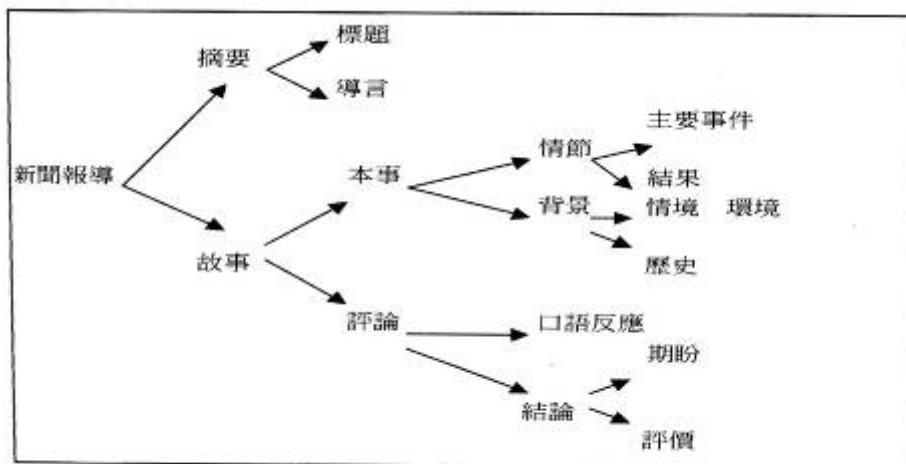 標題
摘要
導言
主要事件
情節
新聞報導
本事
結果
背景
情境 環境
故事
歷史
評論
口語反應
期盼
結論
評價